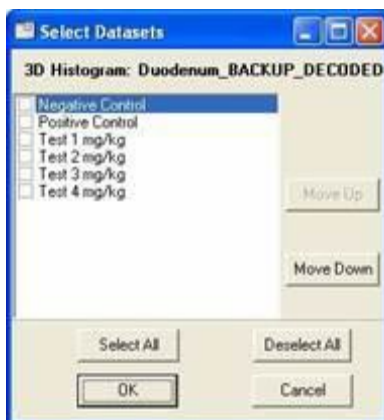 Select Datasets
3D Histogram: Duodenum_BACKUP_DECODED
Negative Control
Positive Control
Test 1 mg/kg
Test 2 mg/kg
Test 3 mg/kg
Test 4 mg/kg
Move Up
Move Down
Select All
Deselect All
OK
Cancel